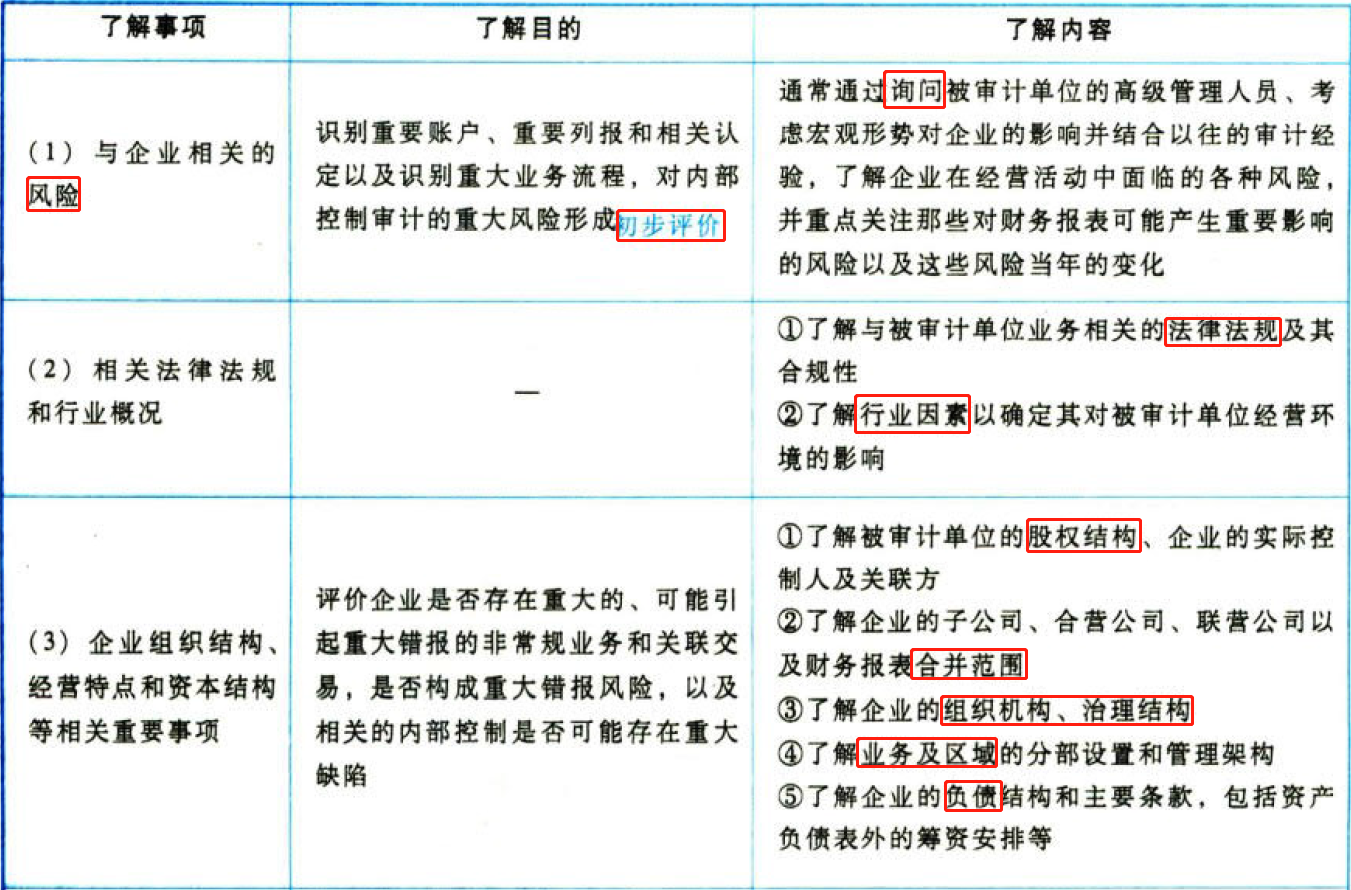 了解事项
了解目的
了解内容
（1）与企业相关的
风险
识别重要账户、重要列报和相关认
定以及识别重大业务流程，对内部
控制审计的重大风险形成初步评价
通常通过询问被审计单位的高级管理人员、考
虑宏观形势对企业的影响并结合以往的审计经
验，了解企业在经营活动中面临的各种风险，
并重点关注那些对财务报表可能产生重要影响
的风险以及这些风险当年的变化
（2）相关法律法规
和行业概况
—
①了解与被审计单位业务相关的法律法规及其
合规性
②了解行业因素以确定其对被审计单位经营环
境的影响
（3）企业组织结构、
经营特点和资本结构
等相关重要事项
评价企业是否存在重大的、可能引
起重大错报的非常规业务和关联交
易，是否构成重大错报风险，以及
相关的内部控制是否可能存在重大
缺陷
①了解被审计单位的股权结构、企业的实际控
制人及关联方
②了解企业的子公司、合营公司、联营公司以
及财务报表合并范围
③了解企业的组织机构、治理结构
④了解业务及区域的分部设置和管理架构
⑤了解企业的负债结构和主要条款，包括资产
负债表外的筹资安排等